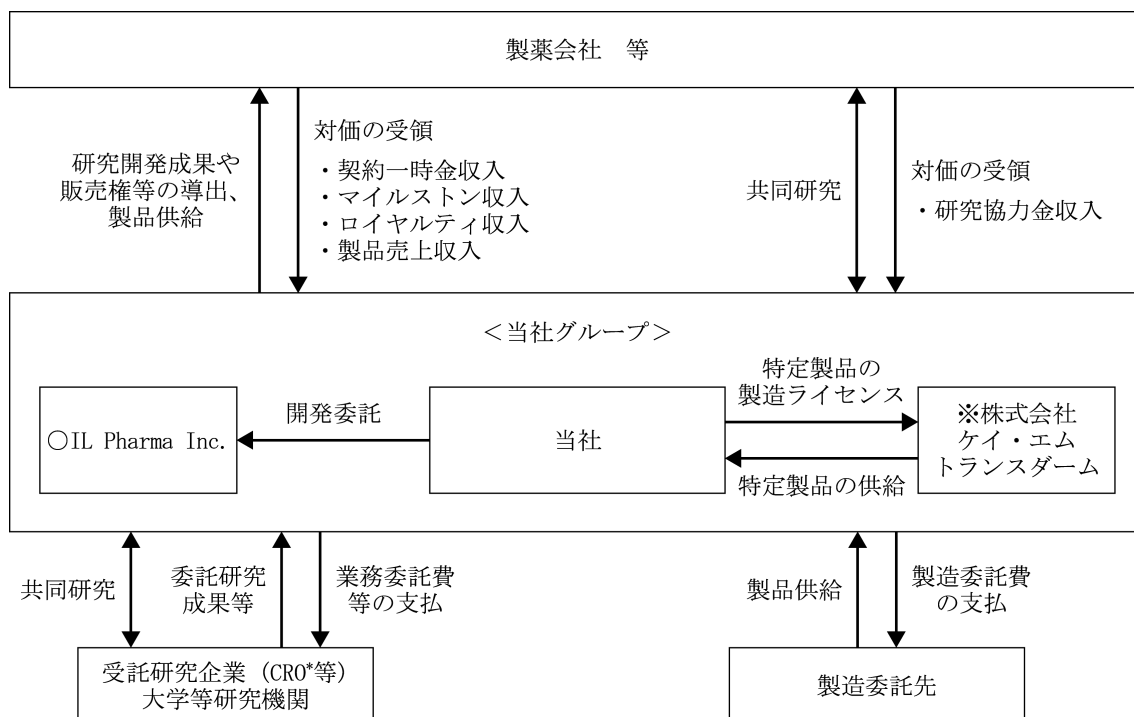 製薬会社　等
研究開発成果や
販売権等の導出、
製品供給
対価の受領
・契約一時金収入
・マイルストン収入
・ロイヤルティ収入
・製品売上収入
共同研究
対価の受領
・研究協力金収入
＜当社グループ＞
○IL Pharma Inc.
開発委託
当社
特定製品の
製造ライセンス
特定製品の供給
※株式会社
ケイ・エム
トランスダーム
共同研究
委託研究
成果等
業務委託費
等の支払
製品供給
製造委託費
の支払
受託研究企業（CRO*等）
大学等研究機関
製造委託先